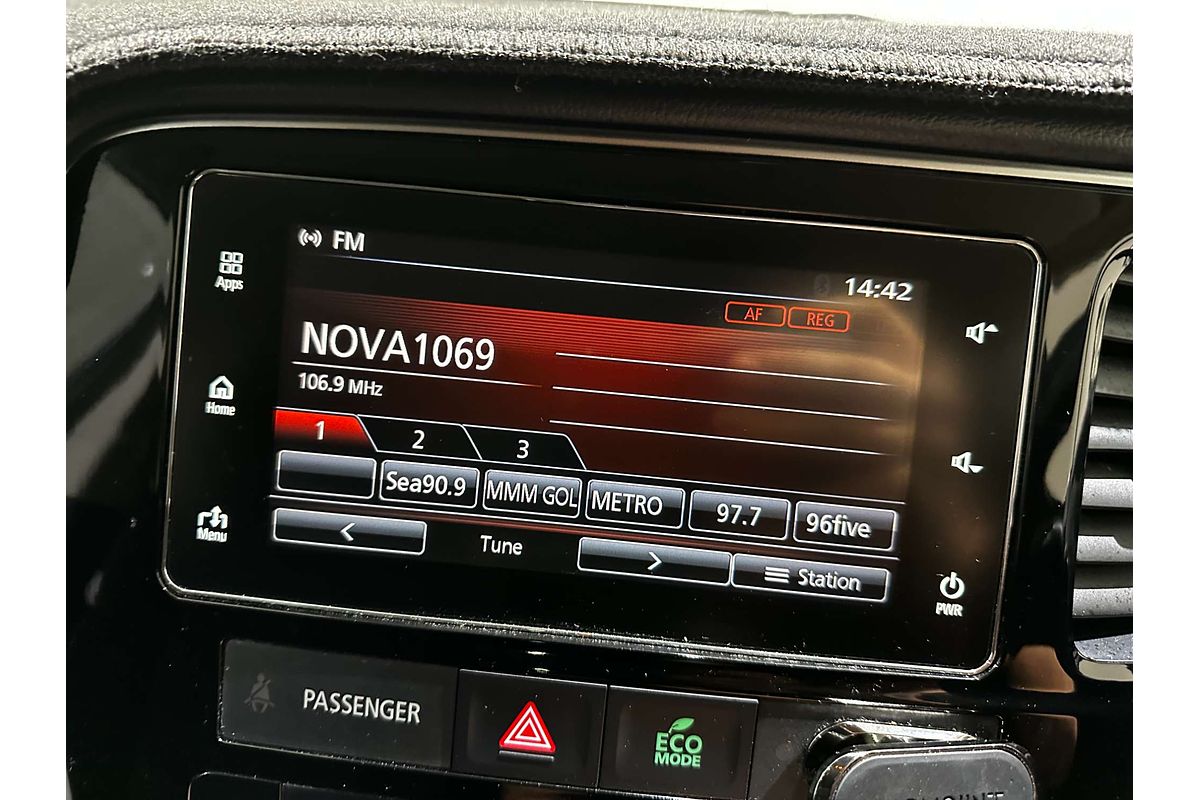 FM
14:42
Apps
AF REG
NOVA1069
106.9 MHz
Home
1 2 3
Sea90.9 MMM GOL METRO 97.7 96five
Menu
< Tune > Station
PWR
PASSENGER
ECO
MODE